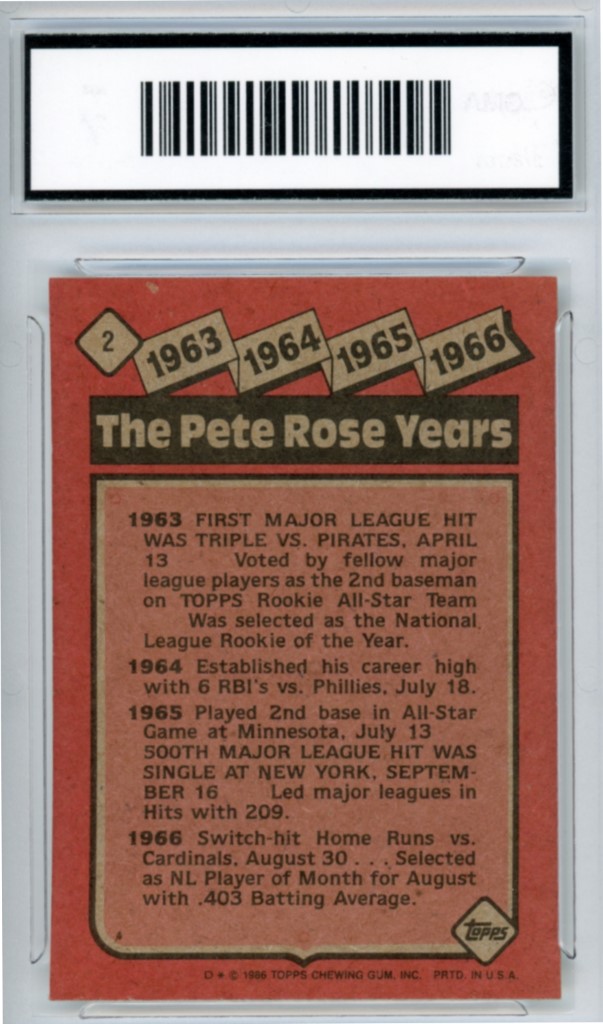 2
1963 1964 1965 1966
The Pete Rose Years
1963 FIRST MAJOR LEAGUE HIT
WAS TRIPLE VS. PIRATES, APRIL
13 Voted by fellow major
league players as the 2nd baseman
on TOPPS Rookie All-Star Team
Was selected as the National
League Rookie of the Year.
1964 Established his career high
with 6 RBI's vs. Phillies, July 18.
1965 Played 2nd base in All-Star
Game at Minnesota, July 13
500TH MAJOR LEAGUE HIT WAS
SINGLE AT NEW YORK, SEPTEM-
BER 16 Led major leagues in
Hits with 209.
1966 Switch-hit Home Runs vs.
Cardinals, August 30 . . . Selected
as NL Player of Month for August
with .403 Batting Average.
A
topps
D * © 1986 TOPPS CHEWING GUM, INC. PRTD. IN U.S.A.